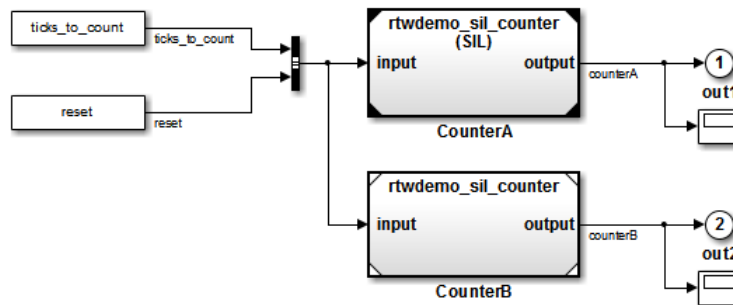 ticks_to_count
ticks_to_count
reset
reset
rtwdemo_sil_counter
(SIL)
input
output
counterA
CounterA
1
out1
rtwdemo_sil_counter
input
output
counterB
CounterB
2
out2